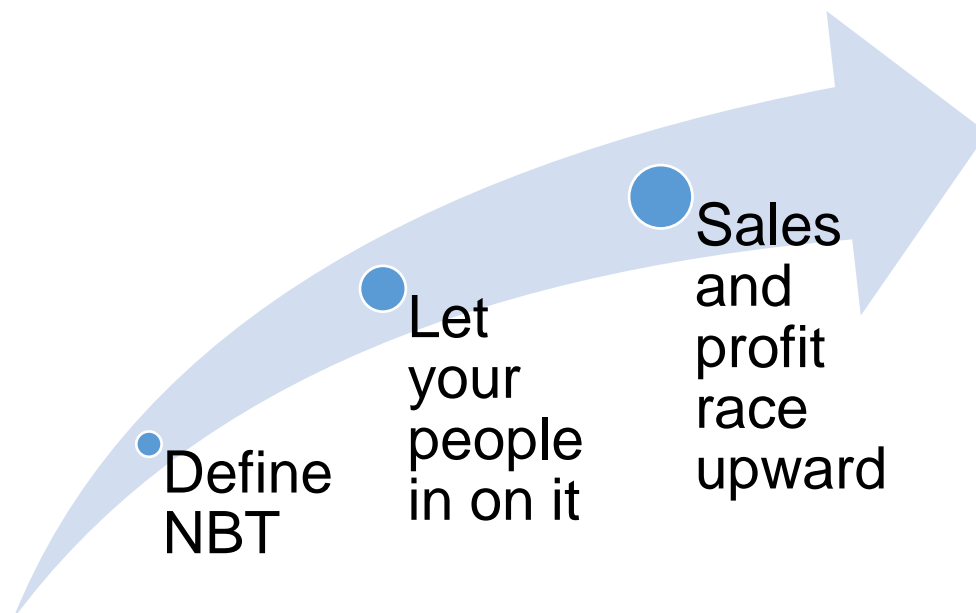 Define
NBT
Let
your
people
in on it
Sales
and
profit
race
upward